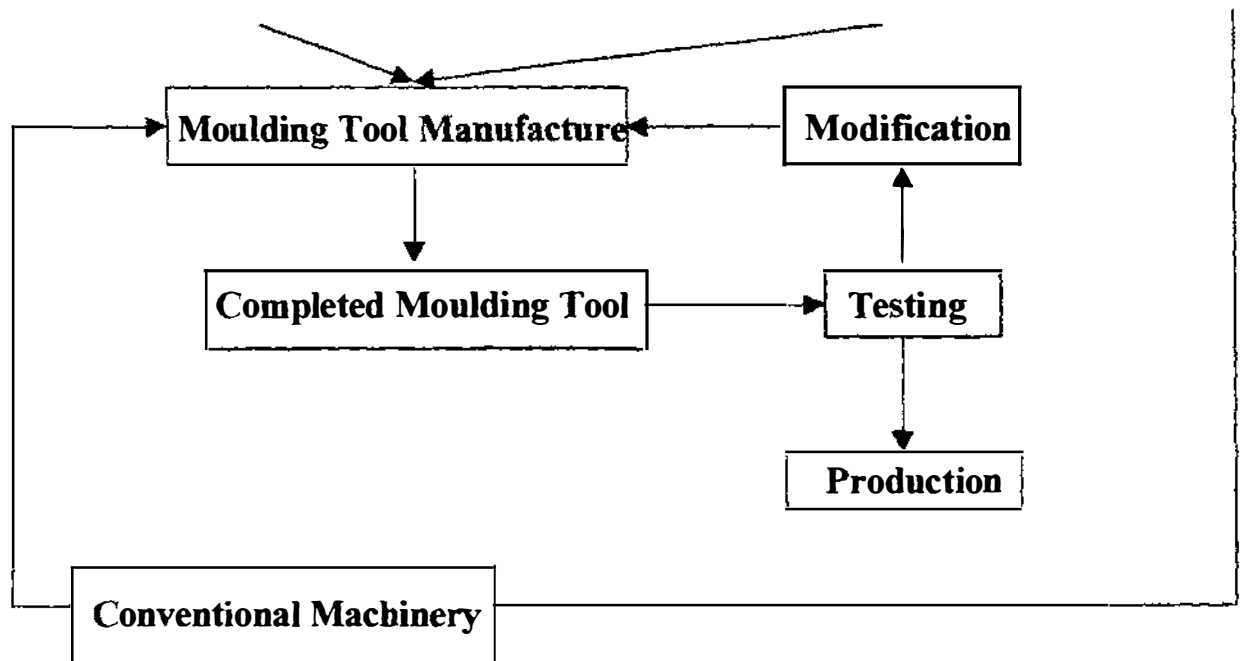 Moulding Tool Manufacture
Modification
Completed Moulding Tool
Testing
Production
Conventional Machinery